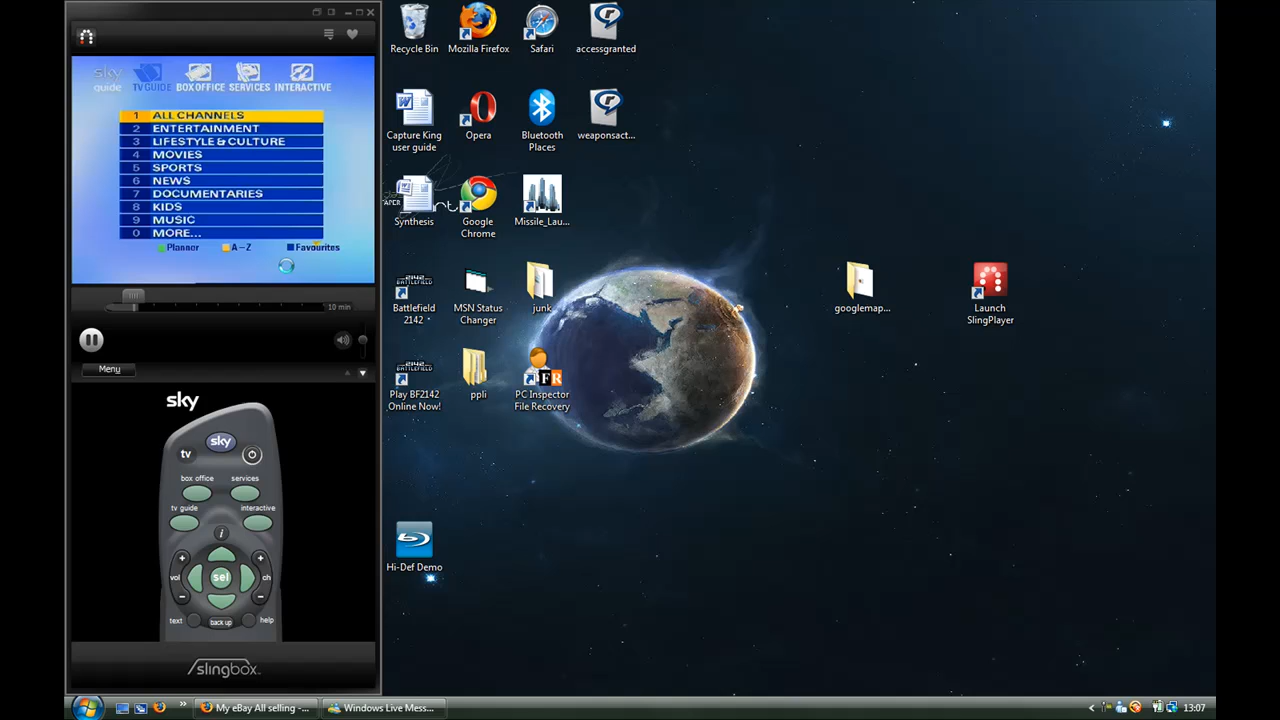 sky guide
TV GUIDE BOX OFFICE SERVICES INTERACTIVE
1 ALL CHANNELS
2 ENTERTAINMENT
3 LIFESTYLE & CULTURE
4 MOVIES
5 SPORTS
6 NEWS
7 DOCUMENTARIES
8 KIDS
9 MUSIC
0 MORE...
Planner A-Z Favourites
10 min
Menu
sky
sky
tv
box office services
tv guide interactive
i
+ +
vol sel ch
- -
text back up help
slingbox
Recycle Bin
Mozilla Firefox
Safari
accessgranted
Capture King
user guide
Opera
Bluetooth
Places
weaponsact...
Synthesis
Google
Chrome
Missile_Lau...
2142
BATTLEFIELD
Battlefield
2142
MSN Status
Changer
junk
googlemap...
Launch
SlingPlayer
2142
BATTLEFIELD
Play BF2142
Online Now!
ppli
FR
PC Inspector
File Recovery
Hi-Def Demo
My eBay All selling -...
Windows Live Mess...
13:07